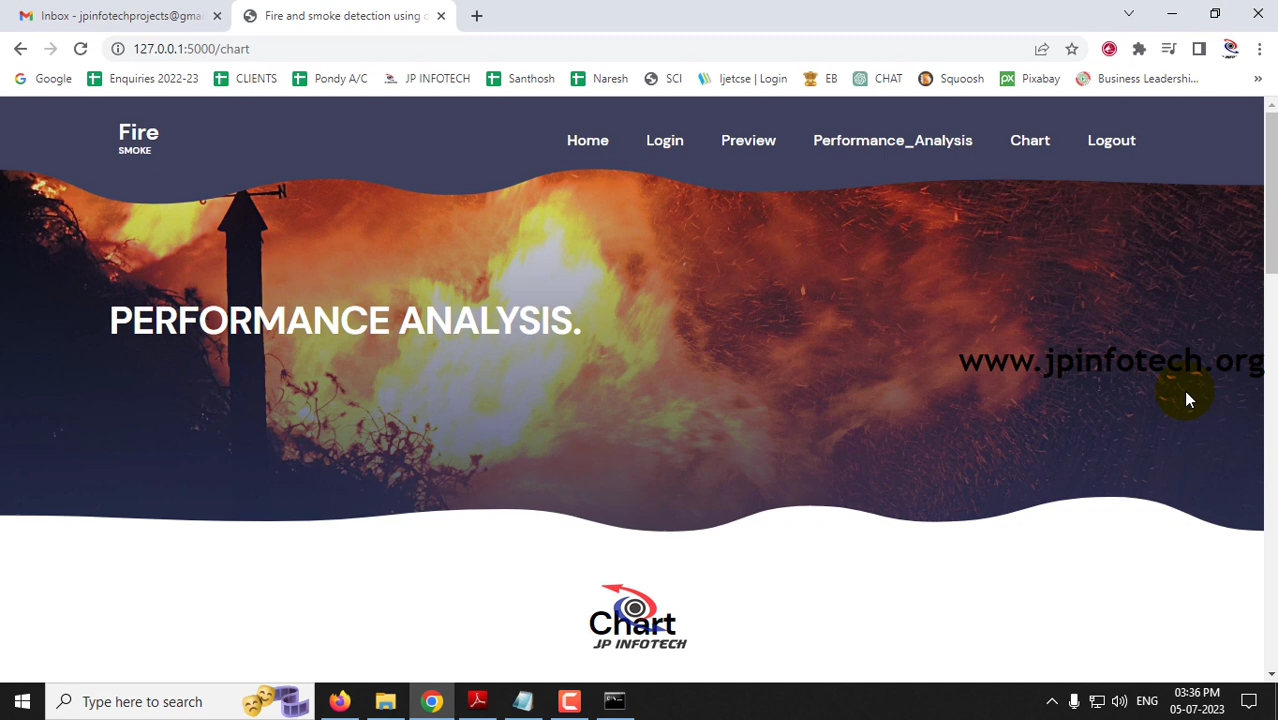 Inbox - jpinfotechprojects@gmai
Fire and smoke detection using d
127.0.0.1:5000/chart
Google
Enquiries 2022-23
CLIENTS
Pondy A/C
JP INFOTECH
Santhosh
Naresh
SCI
Ijetcse | Login
EB
CHAT
Squoosh
px
Pixabay
Business Leadershi...
Fire
SMOKE
Home
Login
Preview
Performance_Analysis
Chart
Logout
N
PERFORMANCE ANALYSIS.
www.jpinfotech.org
Chart
JP INFOTECH
Type here to search
ENG
03:36 PM
05-07-2023